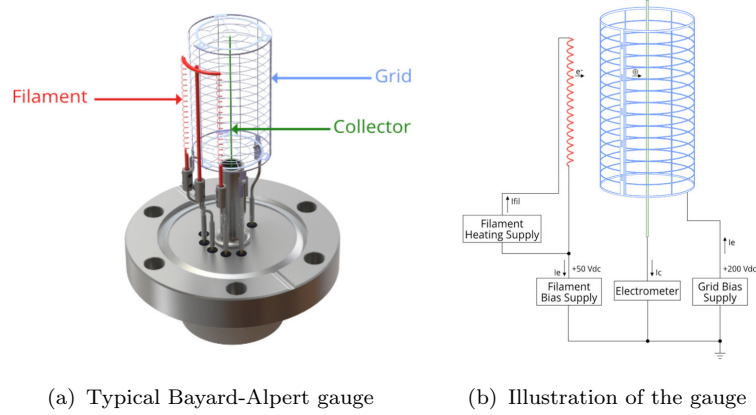 Filament
Grid
Collector
e-
⊕
Ifil
Filament
Heating Supply
Ie
+50 Vdc
Filament
Bias Supply
Ic
Electrometer
Ie
+200 Vdc
Grid Bias
Supply
(a) Typical Bayard-Alpert gauge
(b) Illustration of the gauge